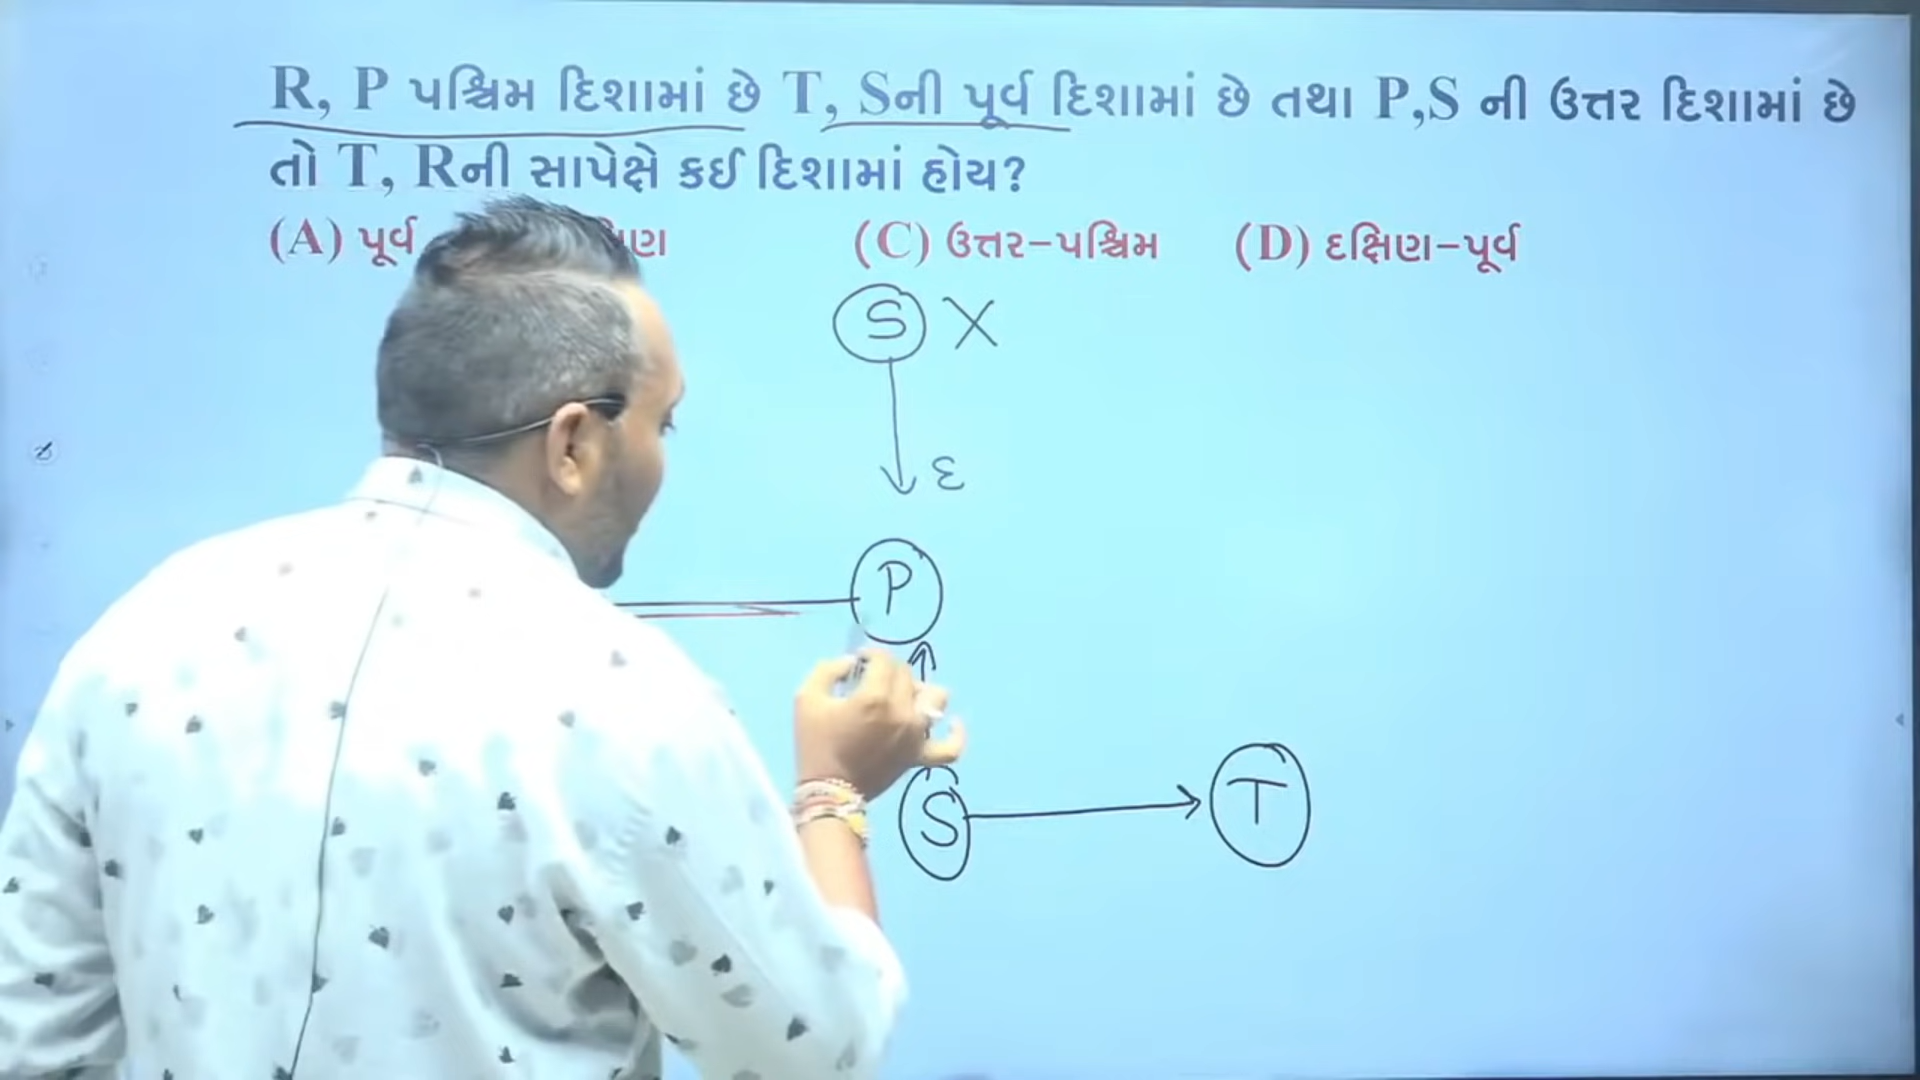 R, P પશ્ચિમ દિશામાં છે T, Sની પૂર્વ દિશામાં છે તથા P,S ની ઉત્તર દિશામાં છે
તો T, Rની સાપેક્ષે કઈ દિશામાં હોય?
(A) પૂર્વ (C) ઉત્તર-પશ્ચિમ (D) દક્ષિણ-પૂર્વ
S X
દ
P
S T